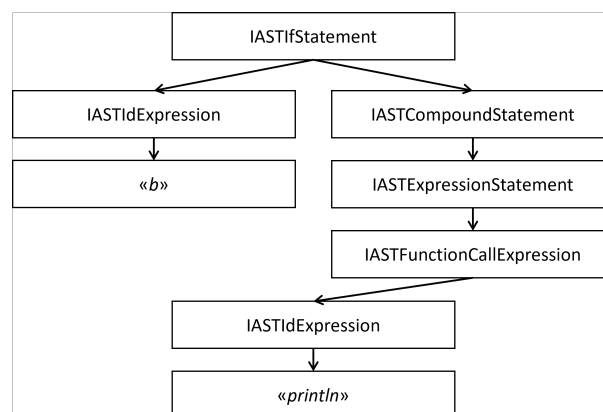 IASTIfStatement
IASTIdExpression
IASTCompoundStatement
«b»
IASTExpressionStatement
IASTFunctionCallExpression
IASTIdExpression
«println»